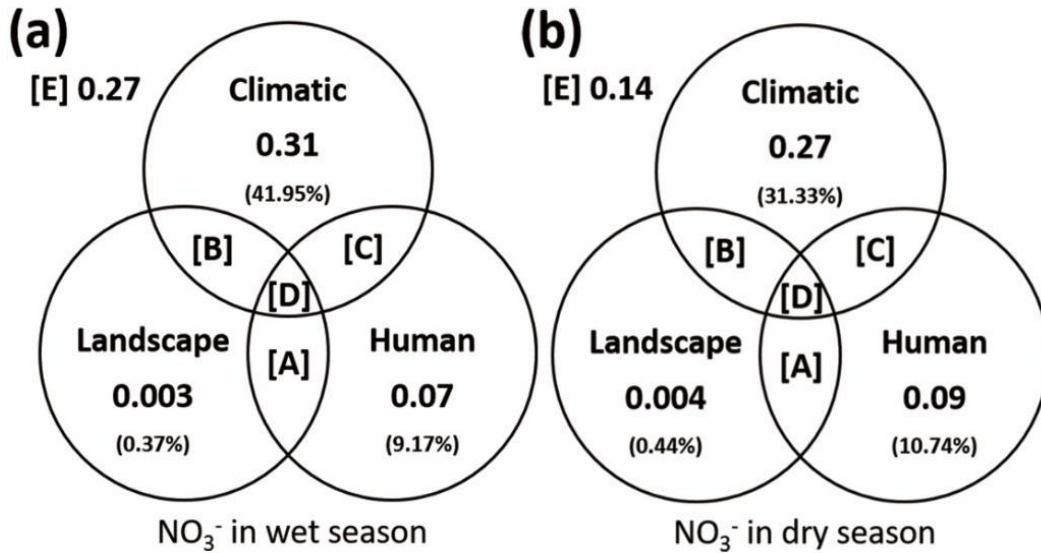 (a)
[E] 0.27
Climatic
0.31
(41.95%)
[B]
[C]
[D]
Landscape
0.003
(0.37%)
[A]
Human
0.07
(9.17%)
NO₃⁻ in wet season
(b)
[E] 0.14
Climatic
0.27
(31.33%)
[B]
[C]
[D]
Landscape
0.004
(0.44%)
[A]
Human
0.09
(10.74%)
NO₃⁻ in dry season